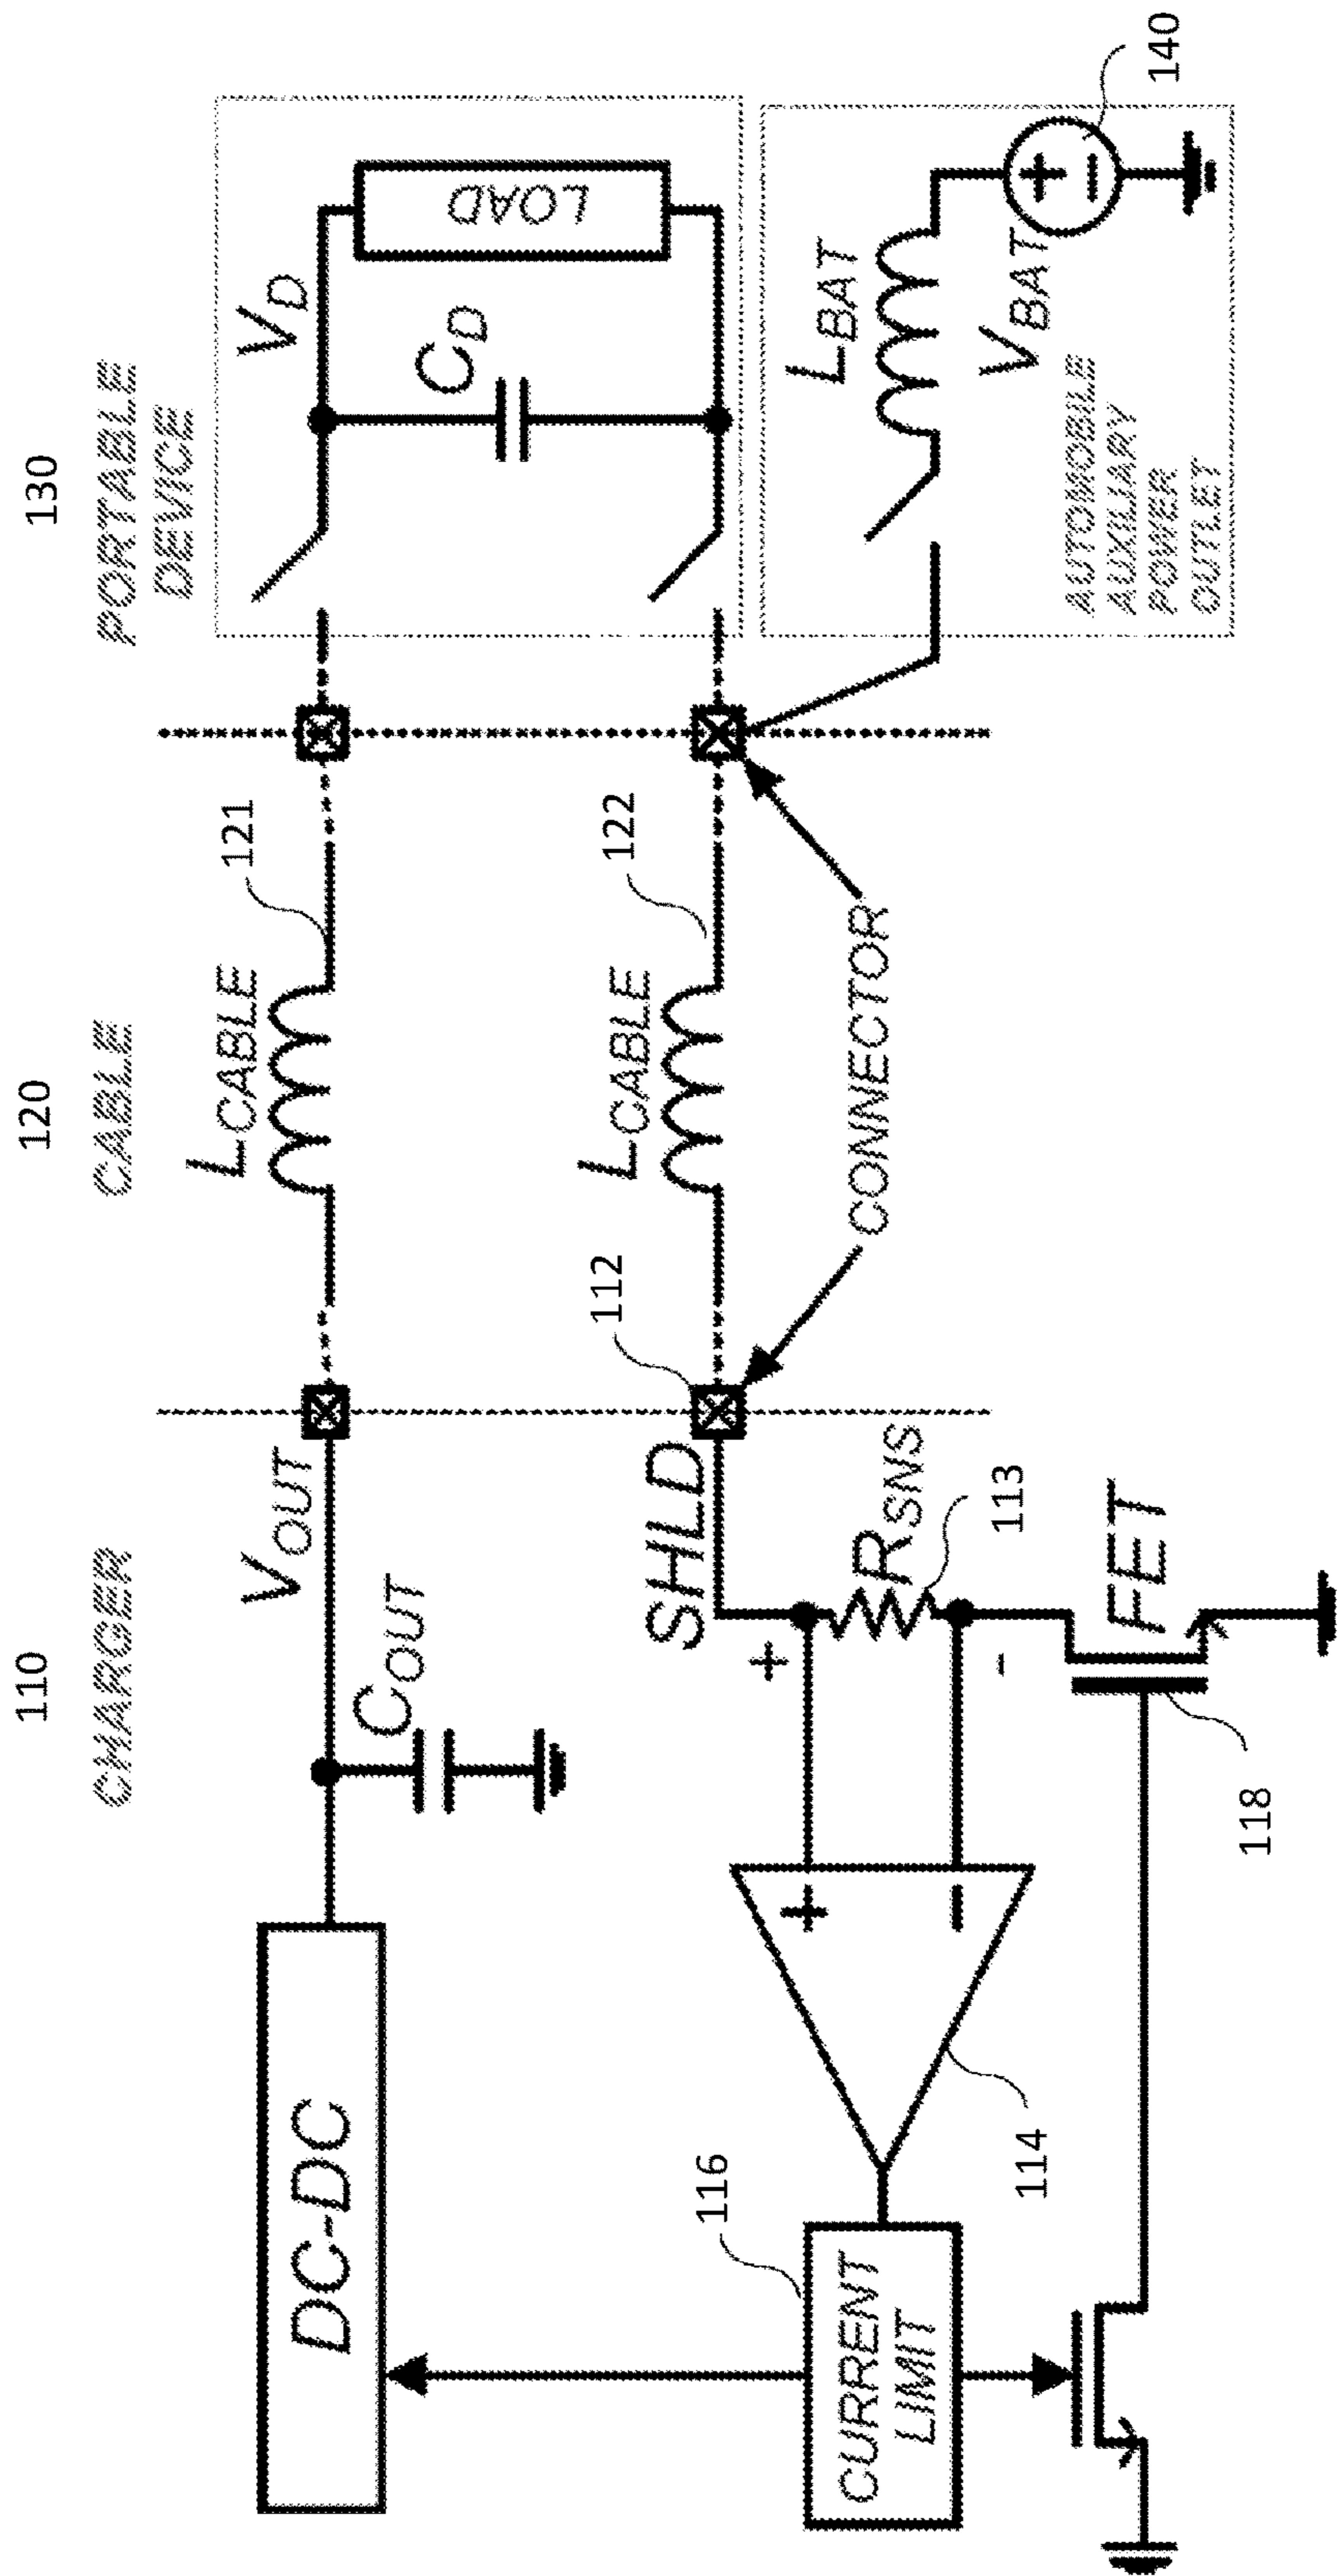 110
CHARGER
120
CABLE
130
PORTABLE
DEVICE
DC-DC
VOUT
COUT
LCABLE
121
VD
CD
LOAD
116
CURRENT
LIMIT
114
+
−
SHLD
112
+
RSNS
113
-
FET
118
LCABLE
122
CONNECTOR
LBAT
VBAT
+
−
140
AUTOMOBILE
AUXILIARY
POWER
OUTLET